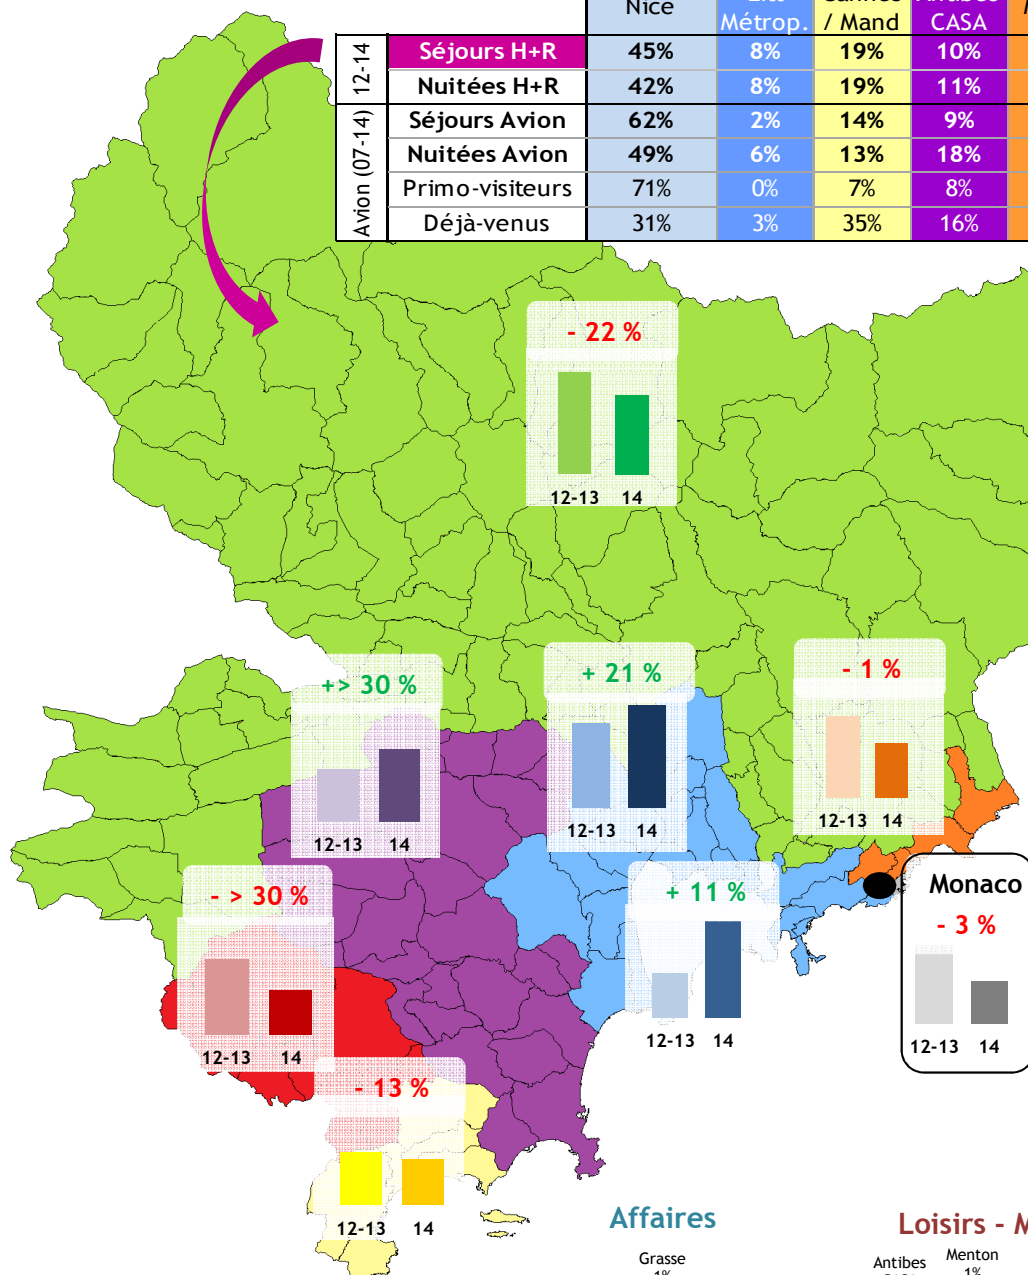 Nice Métrop. / Mand CASA
12-14
Séjours H+R 45% 8% 19% 10%
Nuitées H+R 42% 8% 19% 11%
Avion (07-14)
Séjours Avion 62% 2% 14% 9%
Nuitées Avion 49% 6% 13% 18%
Primo-visiteurs 71% 0% 7% 8%
Déjà-venus 31% 3% 35% 16%
- 22 %
12-13 14
+> 30 %
12-13 14
+ 21 %
12-13 14
- 1 %
12-13 14
- > 30 %
12-13 14
+ 11 %
12-13 14
Monaco
- 3 %
12-13 14
- 13 %
12-13 14
Affaires
Loisirs - M
Grasse
1%
Antibes
Menton
1%